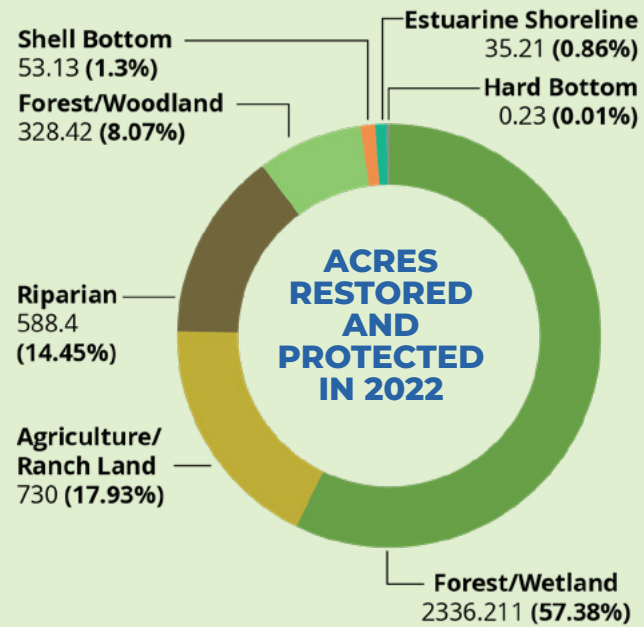 Estuarine Shoreline
35.21 (0.86%)
Shell Bottom
53.13 (1.3%)
Hard Bottom
0.23 (0.01%)
Forest/Woodland
328.42 (8.07%)
ACRES
RESTORED
AND
PROTECTED
IN 2022
Riparian
588.4
(14.45%)
Agriculture/
Ranch Land
730 (17.93%)
Forest/Wetland
2336.211 (57.38%)